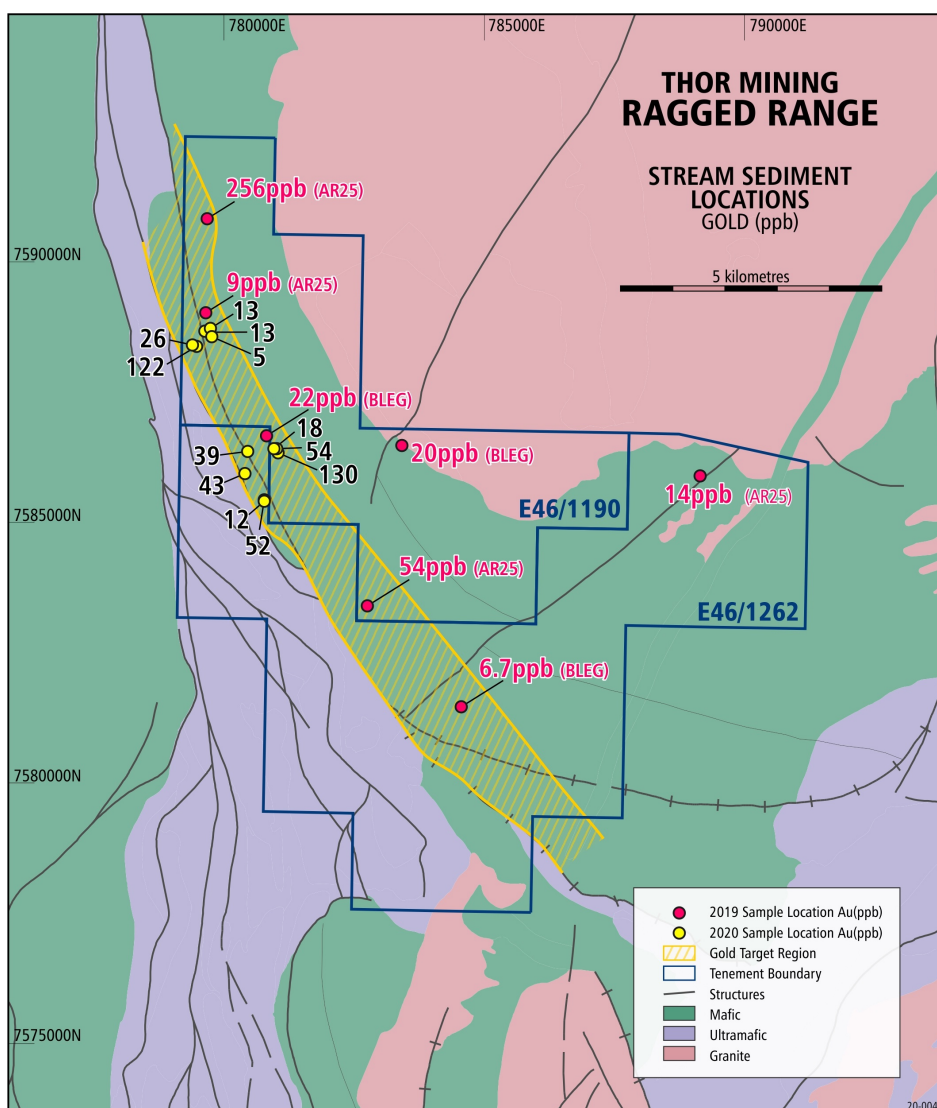 780000E
785000E
790000E
THOR MINING
RAGGED RANGE
STREAM SEDIMENT
LOCATIONS
GOLD (ppb)
5 kilometres
7590000N
7585000N
7580000N
7575000N
256ppb (AR25)
9ppb (AR25)
13
13
5
26
122
22ppb (BLEG)
18
54
130
39
43
12
52
20ppb (BLEG)
14ppb (AR25)
E46/1190
54ppb (AR25)
E46/1262
6.7ppb (BLEG)
2019 Sample Location Au(ppb)
2020 Sample Location Au(ppb)
Gold Target Region
Tenement Boundary
Structures
Mafic
Ultramafic
Granite
20-004